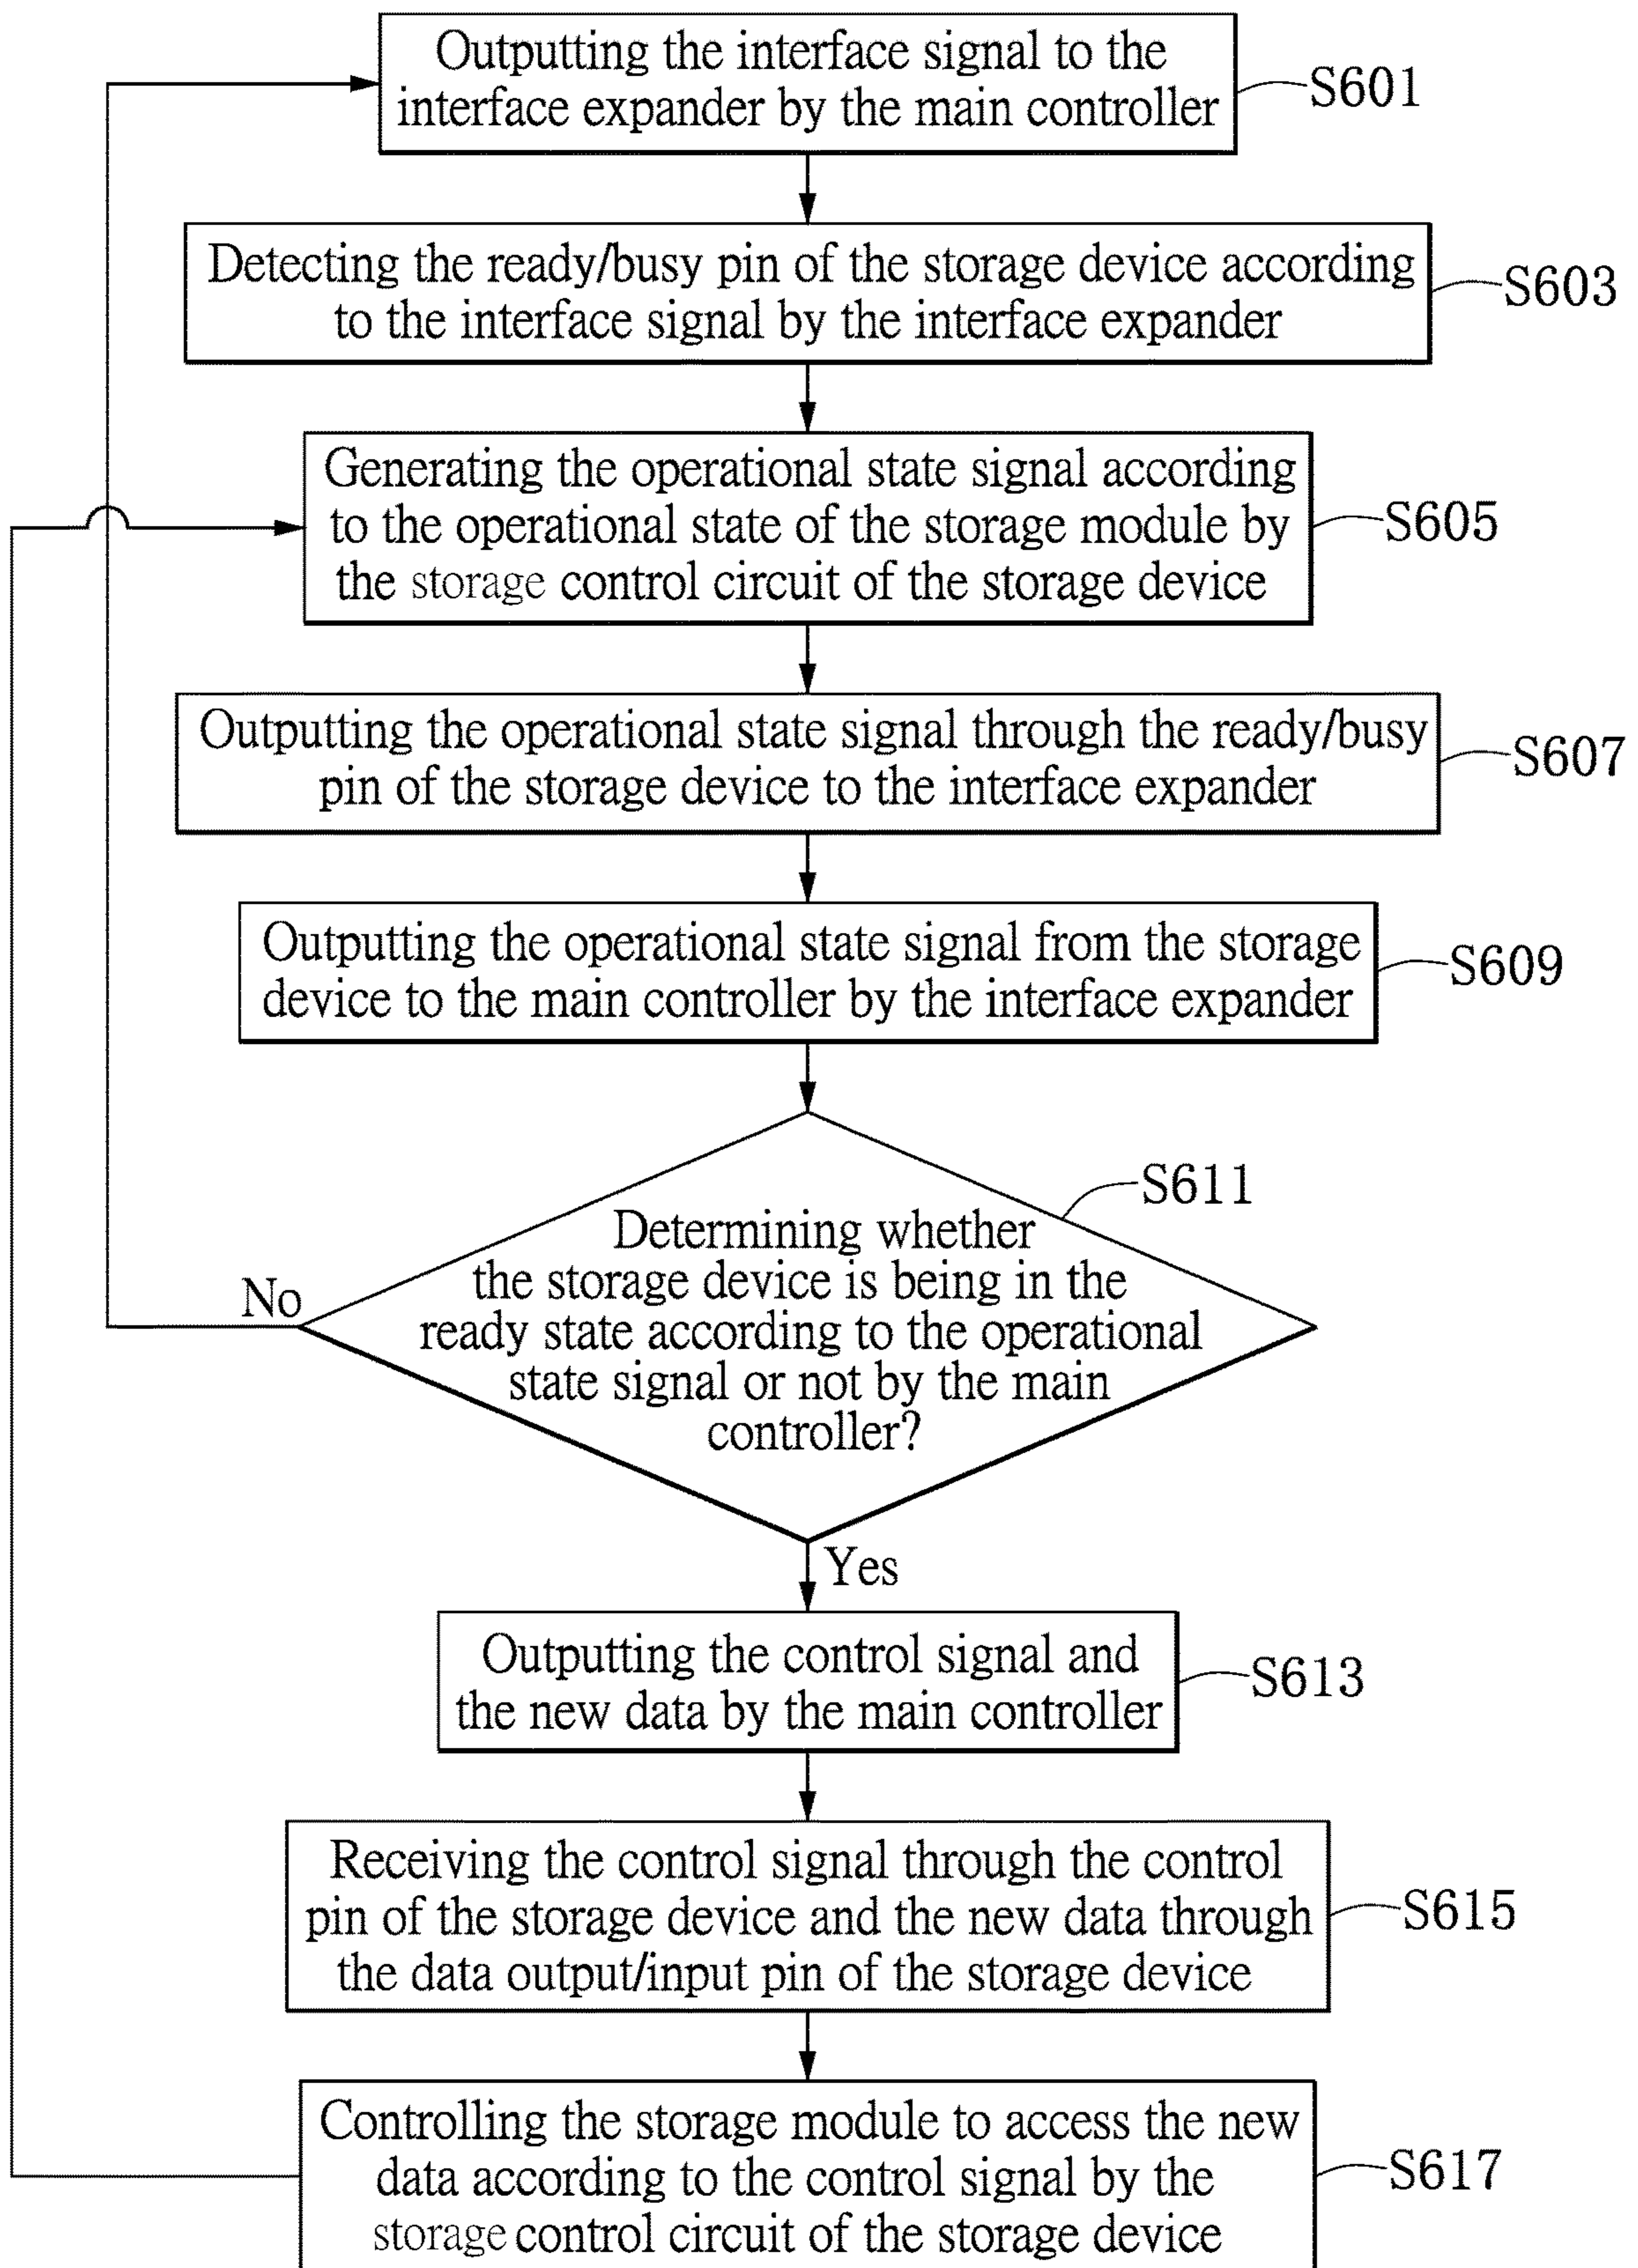 Outputting the interface signal to the
interface expander by the main controller
S601
Detecting the ready/busy pin of the storage device according
to the interface signal by the interface expander
S603
Generating the operational state signal according
to the operational state of the storage module by
the storage control circuit of the storage device
S605
Outputting the operational state signal through the ready/busy
pin of the storage device to the interface expander
S607
Outputting the operational state signal from the storage
device to the main controller by the interface expander
S609
S611
Determining whether
the storage device is being in the
ready state according to the operational
state signal or not by the main
controller?
No
Yes
Outputting the control signal and
the new data by the main controller
S613
Receiving the control signal through the control
pin of the storage device and the new data through
the data output/input pin of the storage device
S615
Controlling the storage module to access the new
data according to the control signal by the
storage control circuit of the storage device
S617